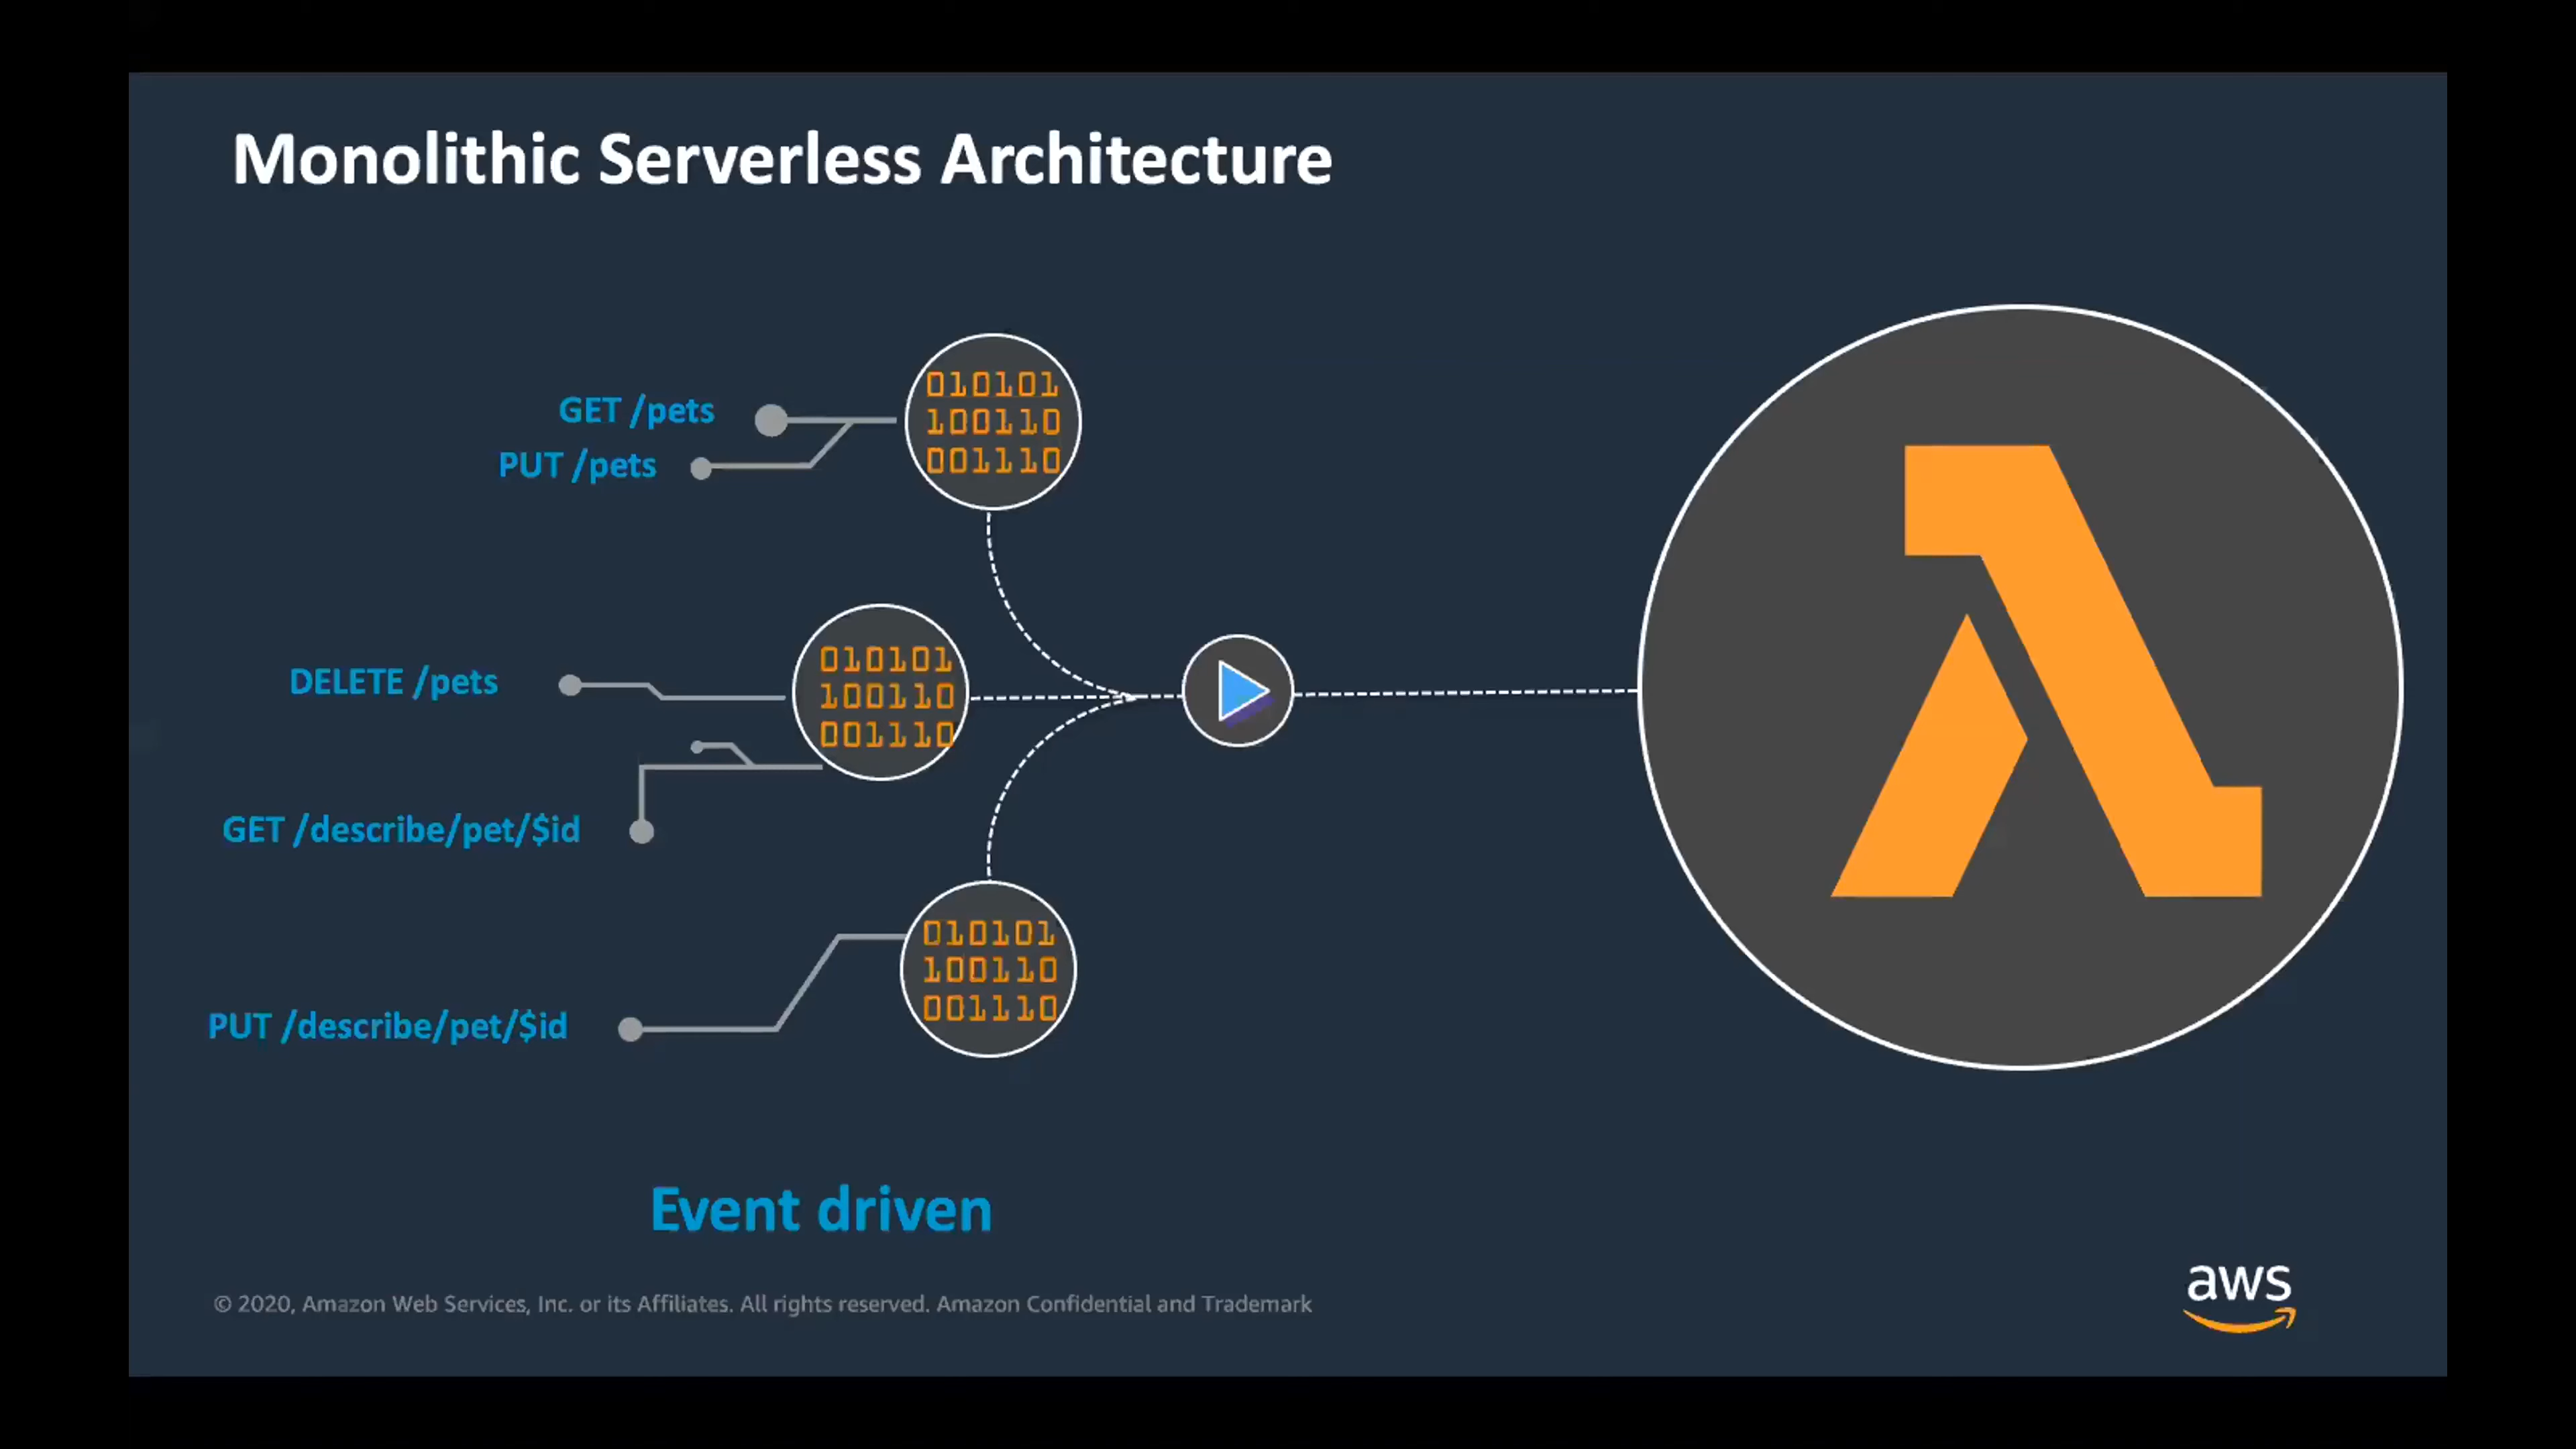 Monolithic Serverless Architecture
GET /pets
PUT /pets
010101
100110
001110
DELETE /pets
010101
100110
001110
GET /describe/pet/$id
PUT /describe/pet/$id
010101
100110
001110
Event driven
© 2020, Amazon Web Services, Inc. or its Affiliates. All rights reserved. Amazon Confidential and Trademark
aws